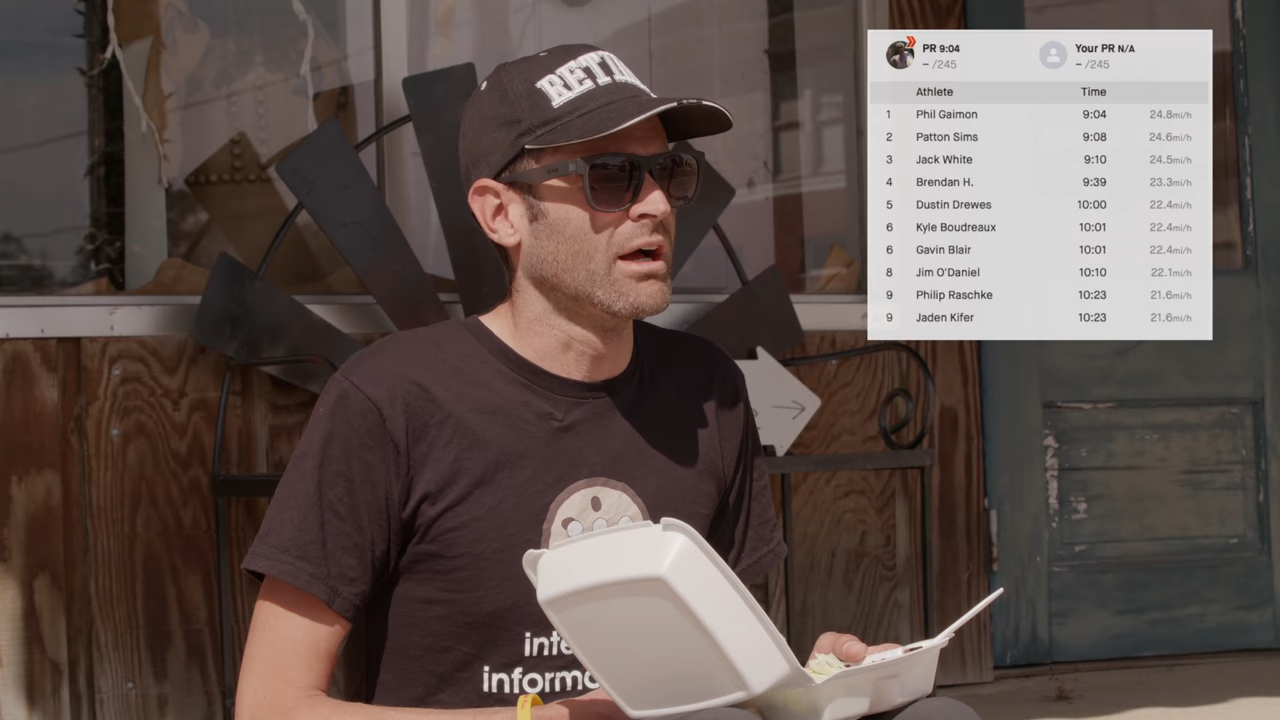 PR 9:04
– /245
Your PR N/A
– /245
Athlete Time
1 Phil Gaimon 9:04 24.8mi/h
2 Patton Sims 9:08 24.6mi/h
3 Jack White 9:10 24.5mi/h
4 Brendan H. 9:39 23.3mi/h
5 Dustin Drewes 10:00 22.4mi/h
6 Kyle Boudreaux 10:01 22.4mi/h
6 Gavin Blair 10:01 22.4mi/h
8 Jim O'Daniel 10:10 22.1mi/h
9 Philip Raschke 10:23 21.6mi/h
9 Jaden Kifer 10:23 21.6mi/h